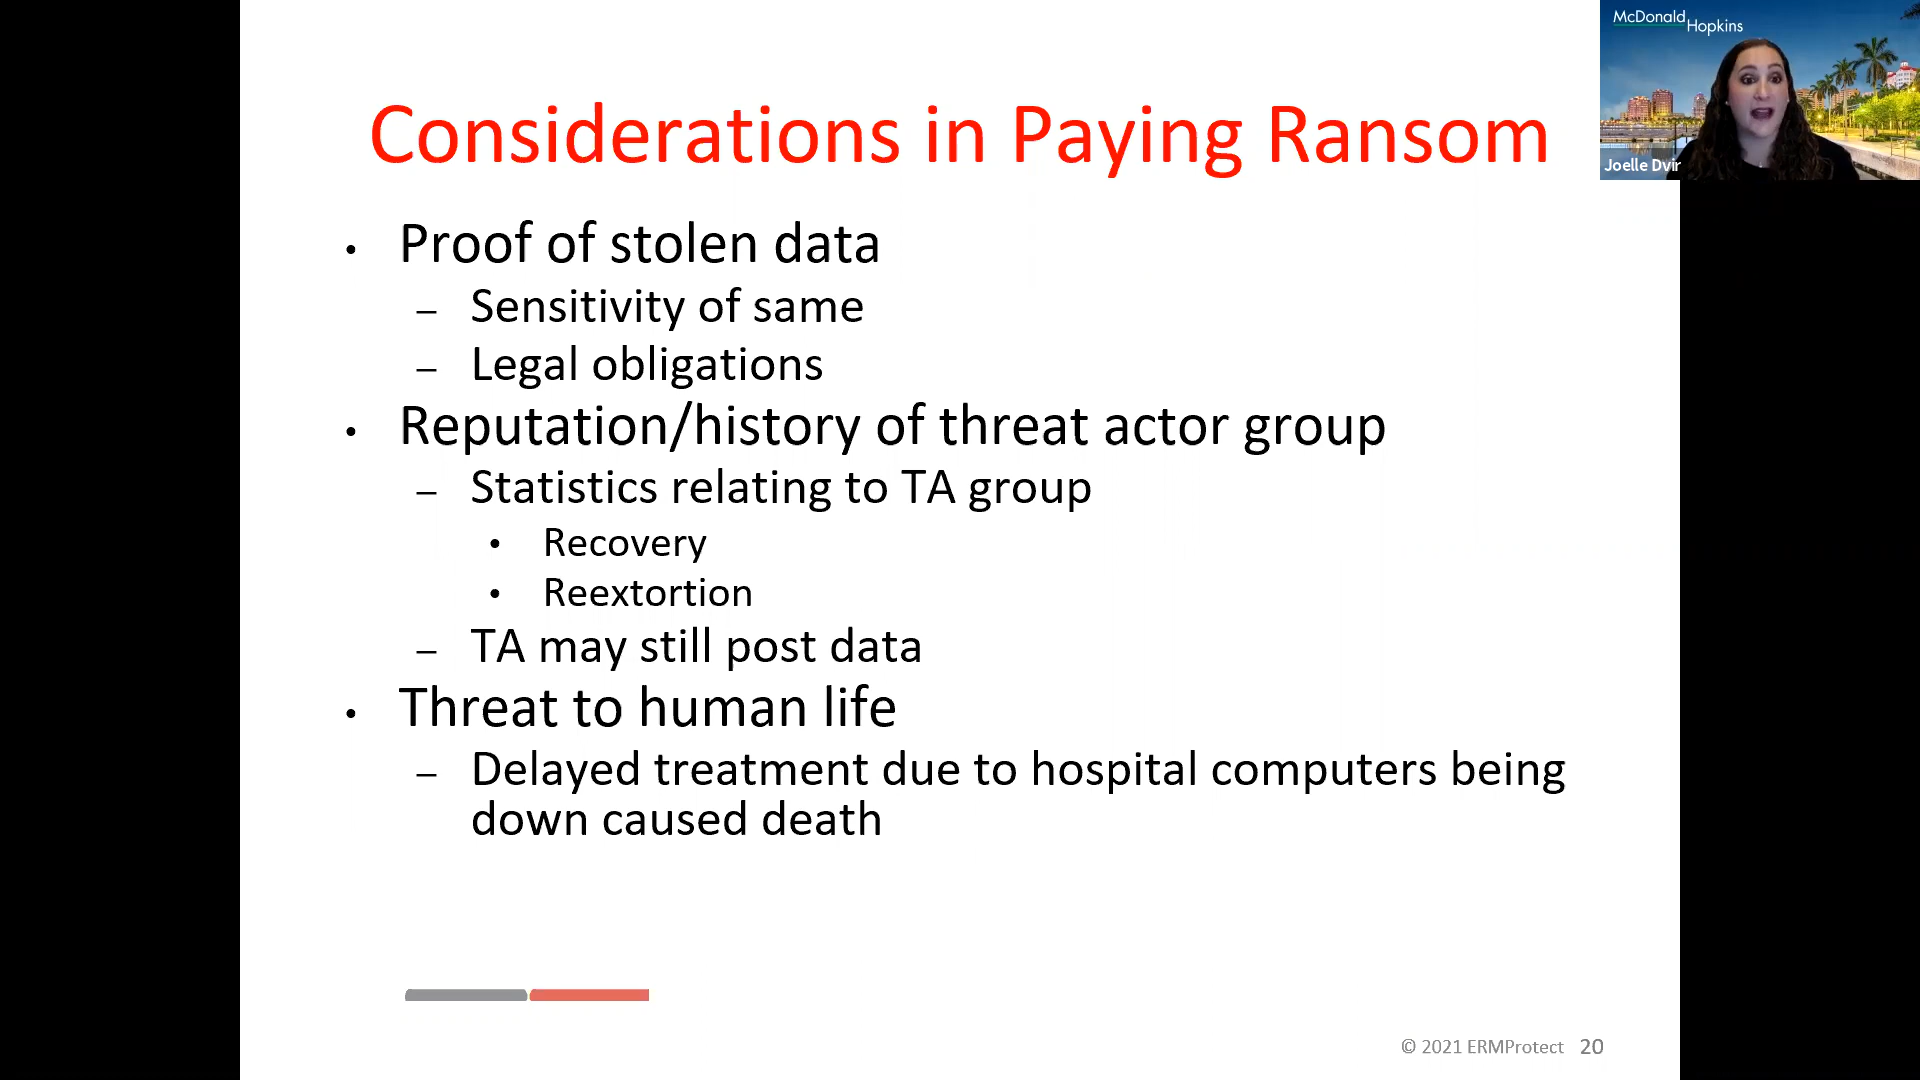 McDonald
Hopkins
Joelle Dvir
Considerations in Paying Ransom
• Proof of stolen data
– Sensitivity of same
– Legal obligations
• Reputation/history of threat actor group
– Statistics relating to TA group
• Recovery
• Reextortion
– TA may still post data
• Threat to human life
– Delayed treatment due to hospital computers being
down caused death
© 2021 ERMProtect 20